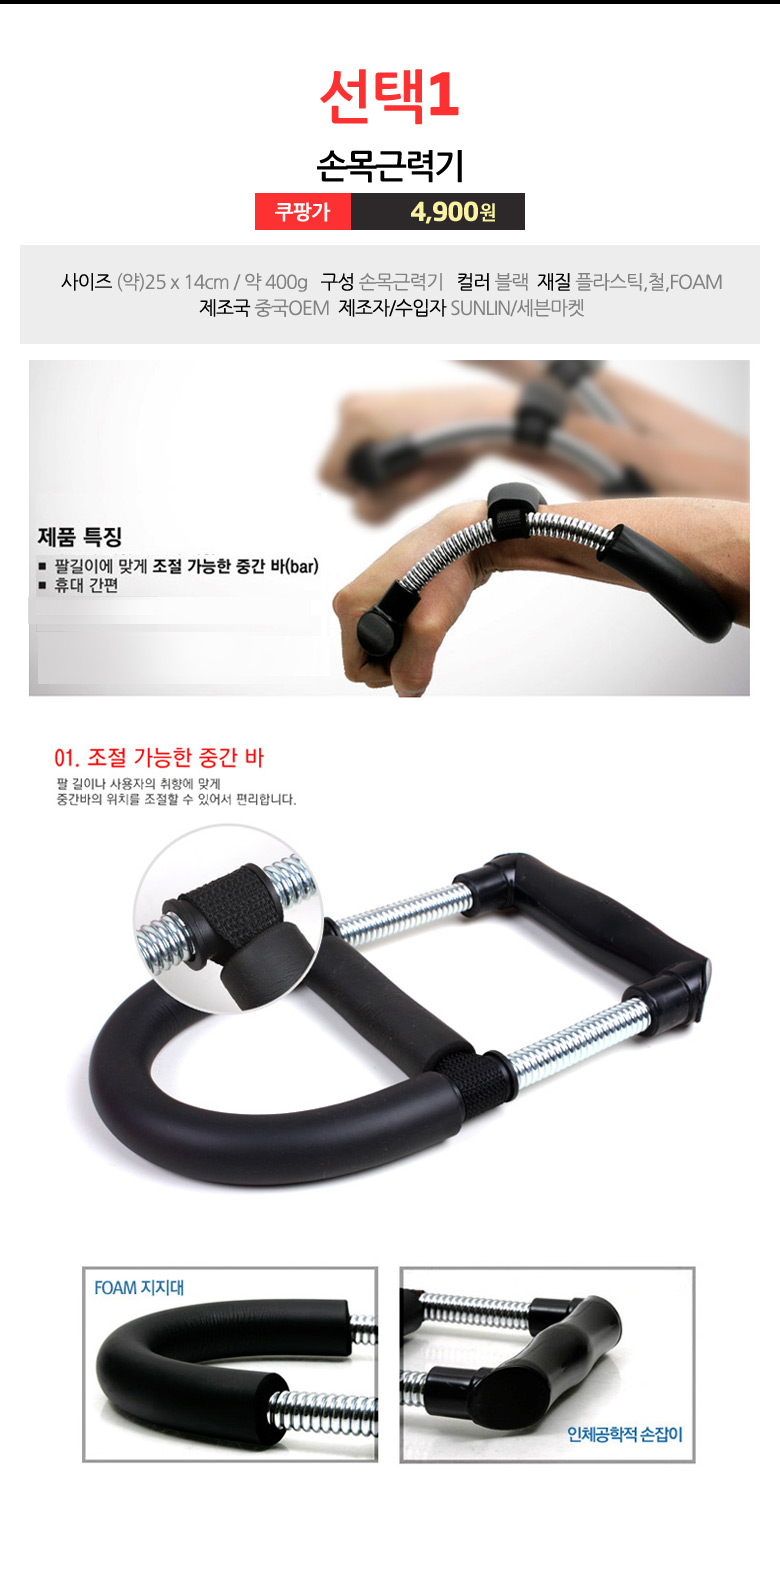 선택1
손목근력기
쿠팡가 4,900원
사이즈 (약)25 x 14cm / 약 400g 구성 손목근력기 컬러 블랙 재질 플라스틱,철,FOAM
제조국 중국OEM 제조자/수입자 SUNLIN/세븐마켓
제품 특징
■ 팔길이에 맞게 조절 가능한 중간 바(bar)
■ 휴대 간편
01. 조절 가능한 중간 바
팔 길이나 사용자의 취향에 맞게
중간바의 위치를 조절할 수 있어서 편리합니다.
FOAM 지지대
인체공학적 손잡이